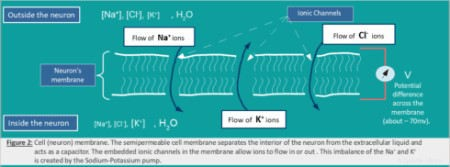 Outside the neuron
[Na⁺], [Cl⁻], [K⁺] , H₂O
Ionic Channels
Flow of Na⁺ ions
Flow of Cl⁻ ions
Neuron's
membrane
V
Potential
difference
across the
membrane
(about – 70mv).
Flow of K⁺ ions
Inside the neuron
[Na⁺], [Cl⁻], [K⁺] , H₂O
Figure 2: Cell (neuron) membrane. The semipermeable cell membrane separates the interior of the neuron from the extracellular liquid and
acts as a capacitor. The embedded ionic channels in the membrane allow ions to flow in or out . This imbalance of the Na⁺ and K⁺
is created by the Sodium-Potassium pump.